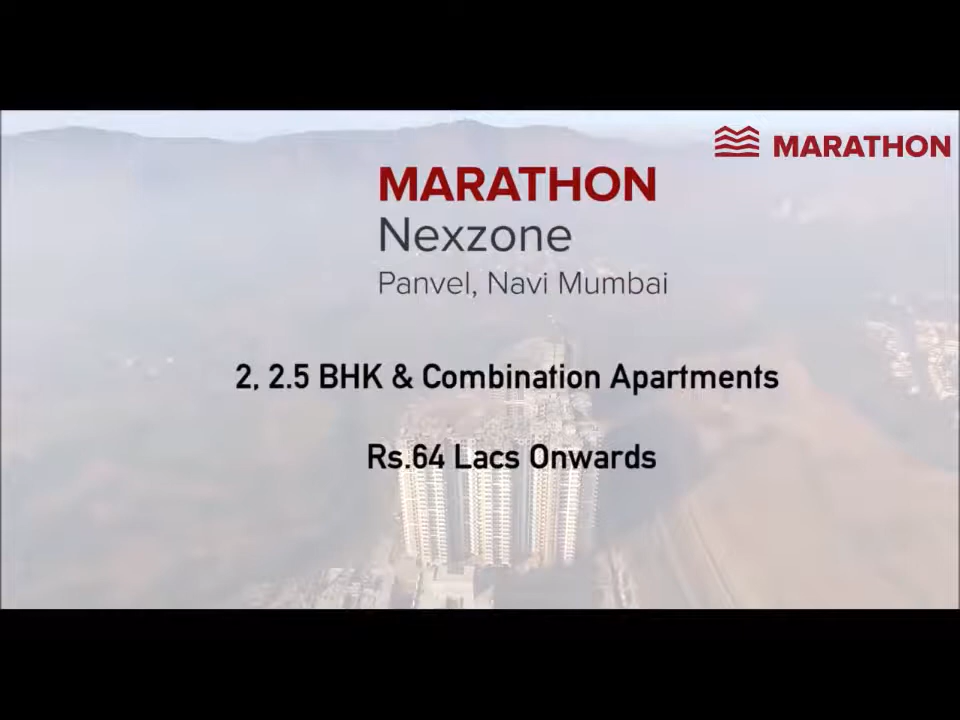 MARATHON
MARATHON
Nexzone
Panvel, Navi Mumbai
2, 2.5 BHK & Combination Apartments
Rs.64 Lacs Onwards